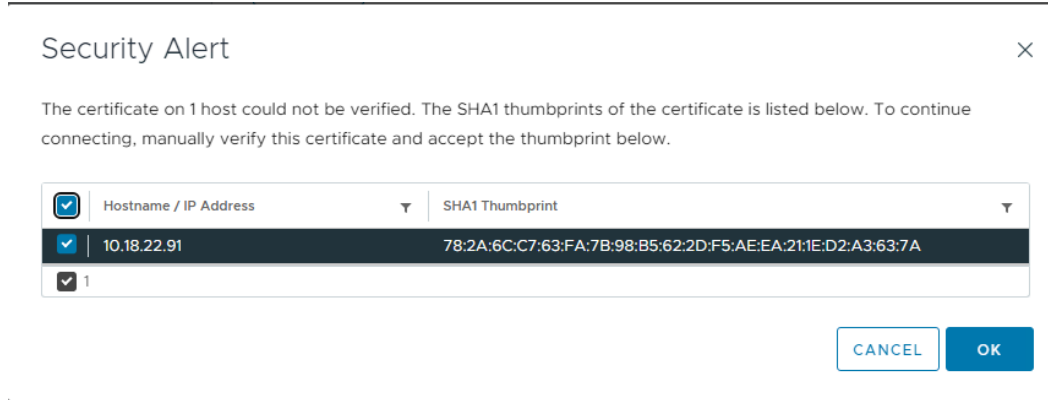 Security Alert
The certificate on 1 host could not be verified. The SHA1 thumbprints of the certificate is listed below. To continue
connecting, manually verify this certificate and accept the thumbprint below.
Hostname / IP Address SHA1 Thumbprint
10.18.22.91 78:2A:6C:C7:63:FA:7B:98:B5:62:2D:F5:AE:EA:21:1E:D2:A3:63:7A
1
CANCEL OK